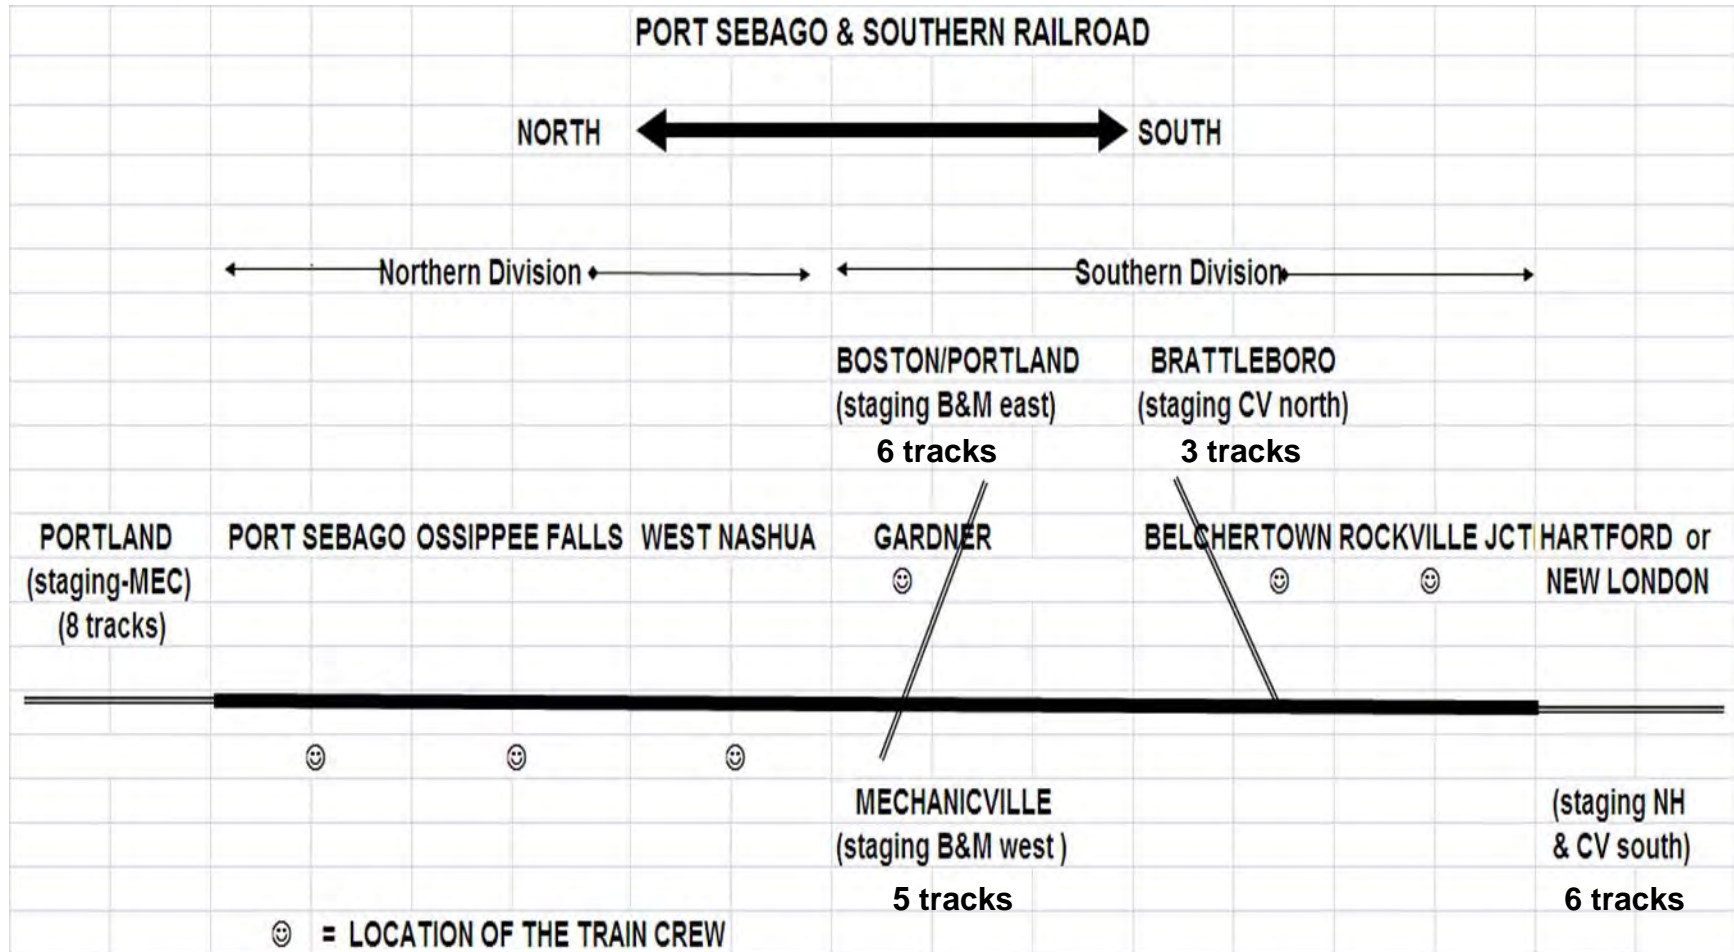 PORT SEBAGO & SOUTHERN RAILROAD
NORTH SOUTH
Northern Division Southern Division
BOSTON/PORTLAND BRATTLEBORO
(staging B&M east) (staging CV north)
6 tracks 3 tracks
PORTLAND PORT SEBAGO OSSIPPEE FALLS WEST NASHUA GARDNER BELCHERTOWN ROCKVILLE JCT HARTFORD or
(staging-MEC) ☺ ☺ ☺ NEW LONDON
(8 tracks)
☺ ☺ ☺
MECHANICVILLE (staging NH
(staging B&M west ) & CV south)
5 tracks 6 tracks
☺ = LOCATION OF THE TRAIN CREW